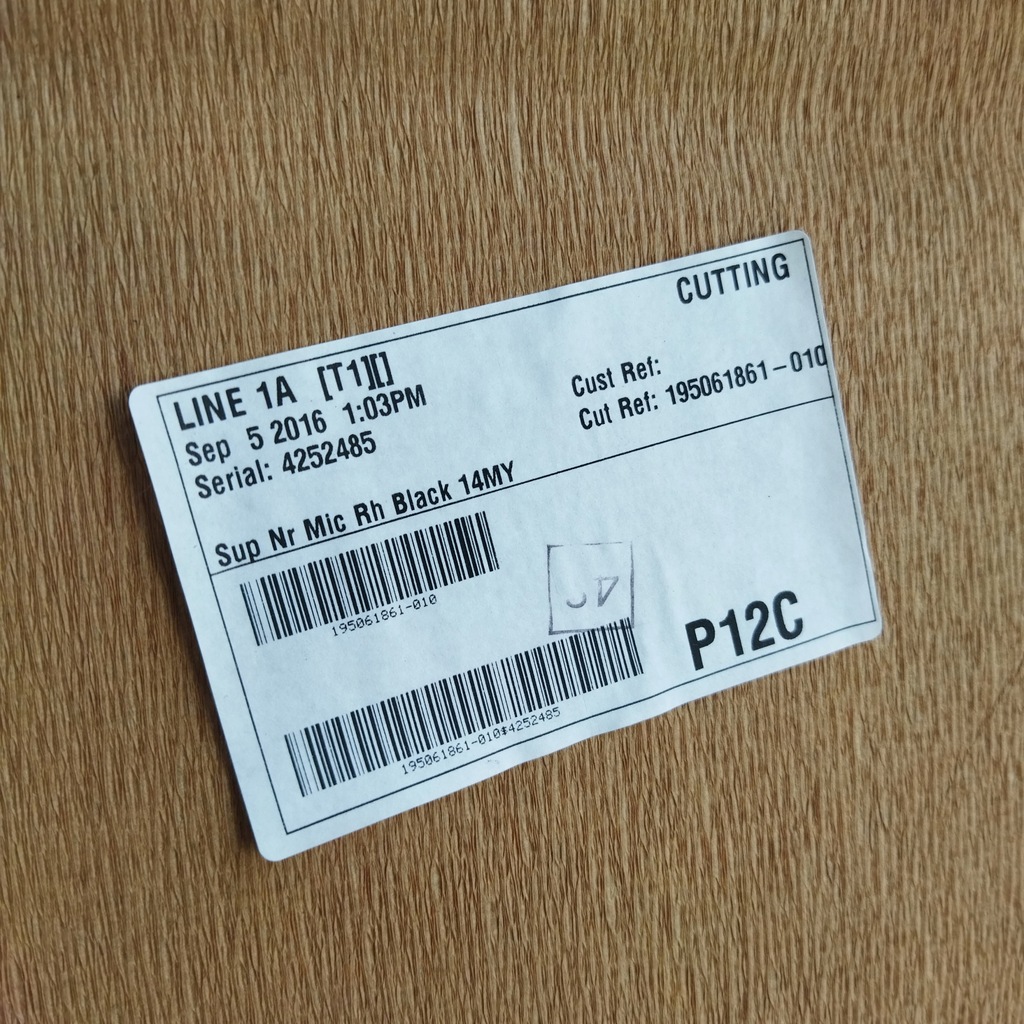 CUTTING
LINE 1A [T1][]
Sep 5 2016 1:03PM
Serial: 4252485
Cust Ref:
Cut Ref: 195061861-010
Sup Nr Mic Rh Black 14MY
195061861-010
P12C
195061861-010$4252485